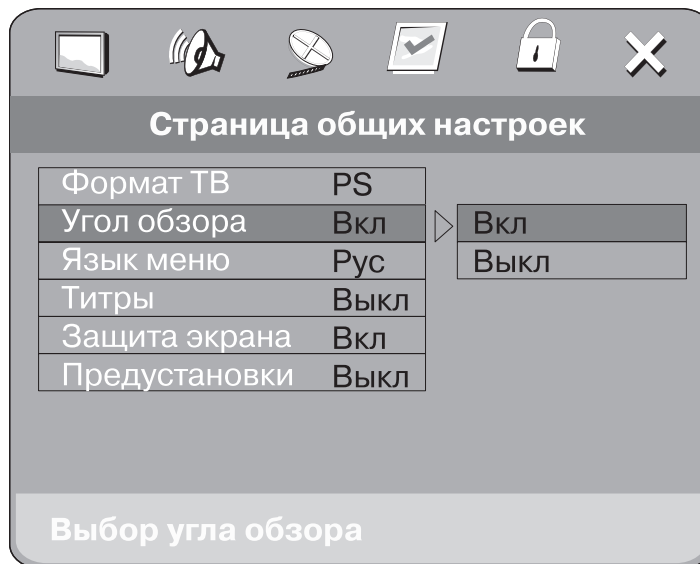 Страница общих настроек
Формат ТВ PS
Угол обзора Вкл Вкл
Язык меню Рус Выкл
Титры Выкл
Защита экрана Вкл
Предустановки Выкл
Выбор угла обзора